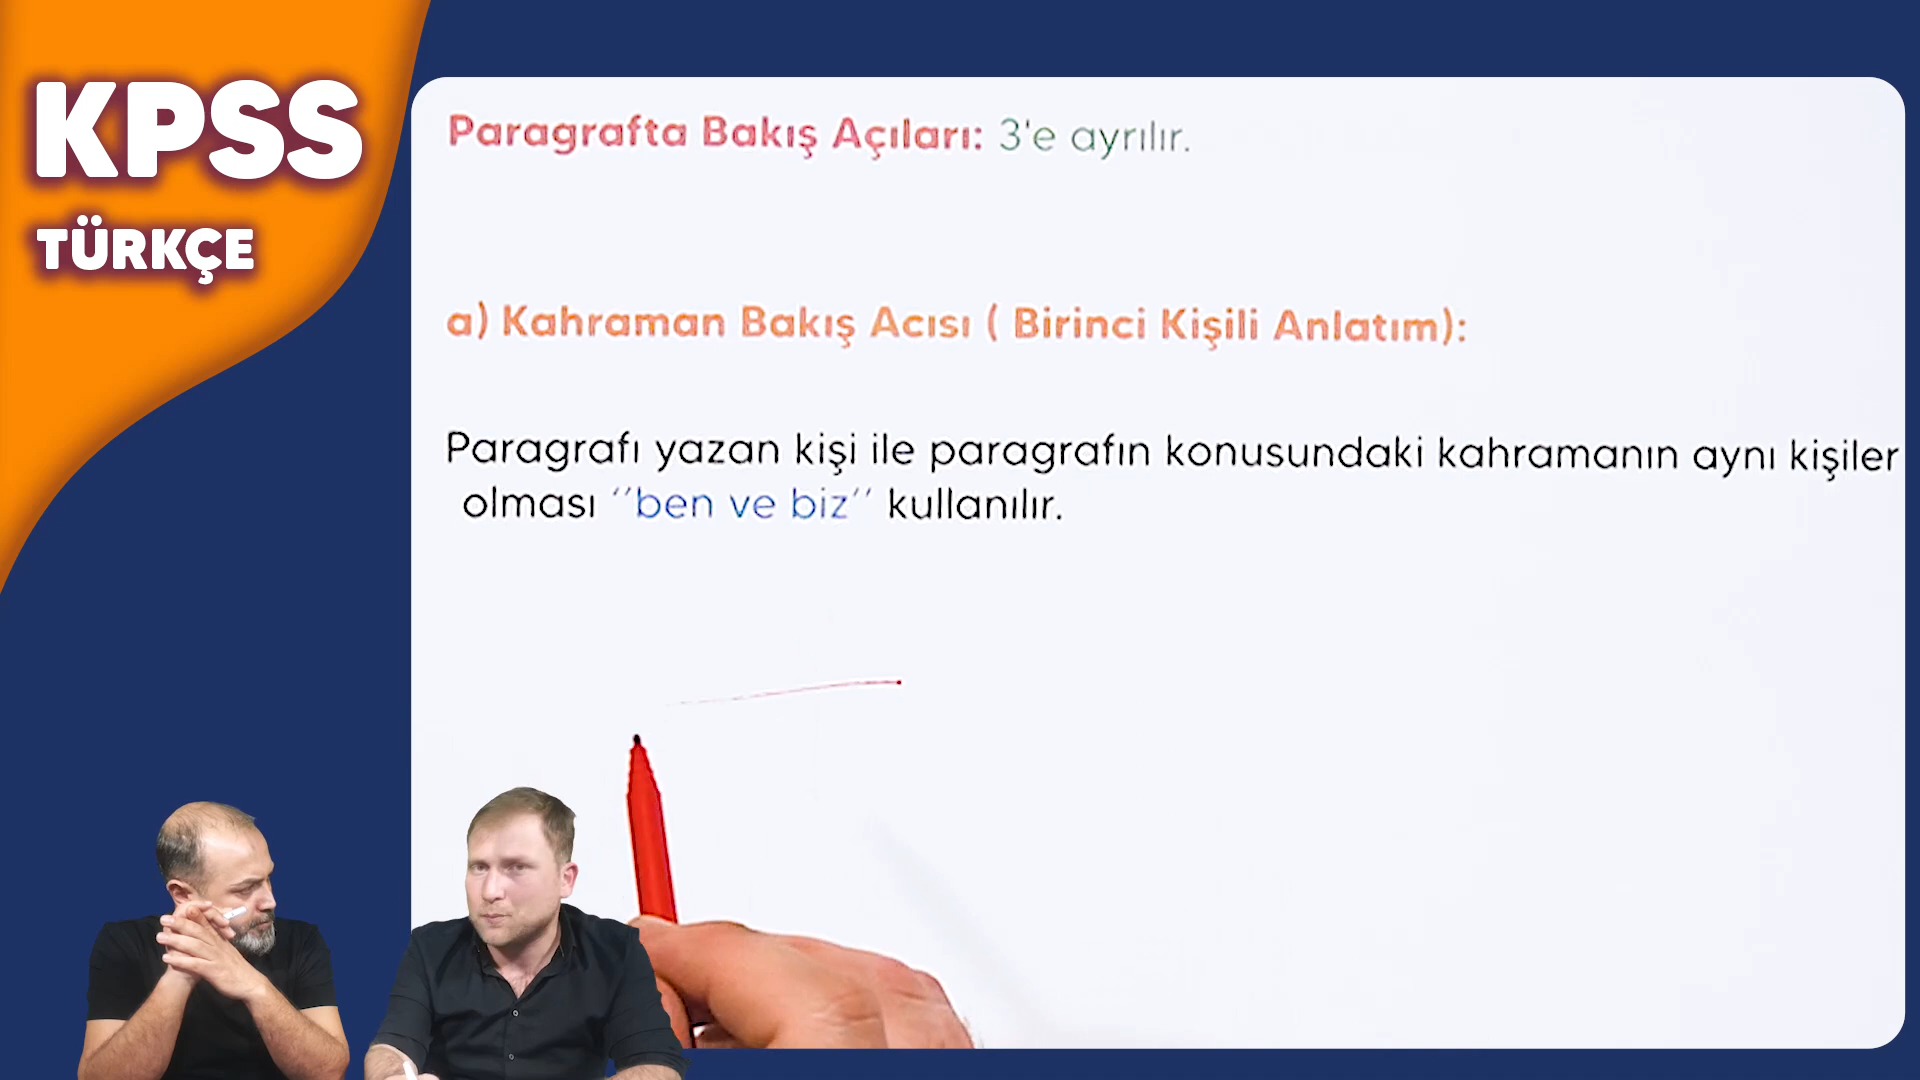 KPSS
TÜRKÇE
Paragrafta Bakış Açıları: 3'e ayrılır.
a) Kahraman Bakış Acısı ( Birinci Kişili Anlatım):
Paragrafı yazan kişi ile paragrafın konusundaki kahramanın aynı kişiler
olması ‘’ben ve biz’’ kullanılır.